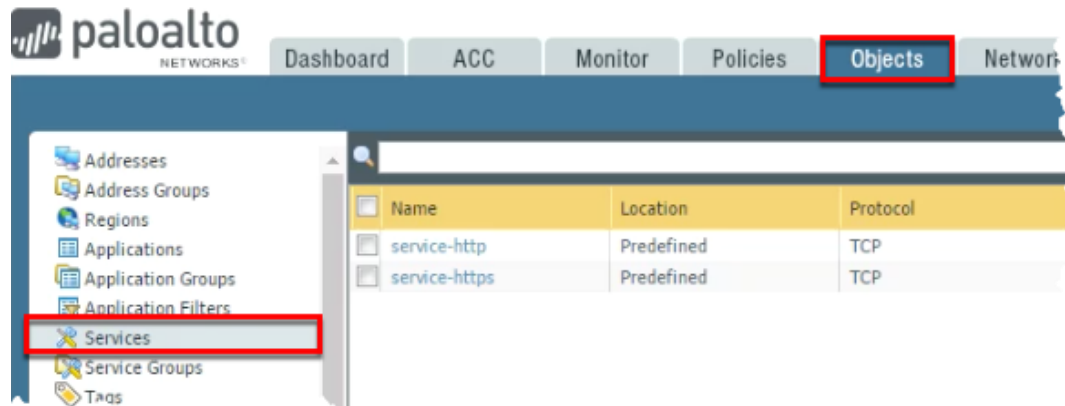 paloalto
NETWORKS®
Dashboard ACC Monitor Policies Objects Network
Addresses
Address Groups
Regions
Applications
Application Groups
Application Filters
Services
Service Groups
Tags
Name Location Protocol
service-http Predefined TCP
service-https Predefined TCP